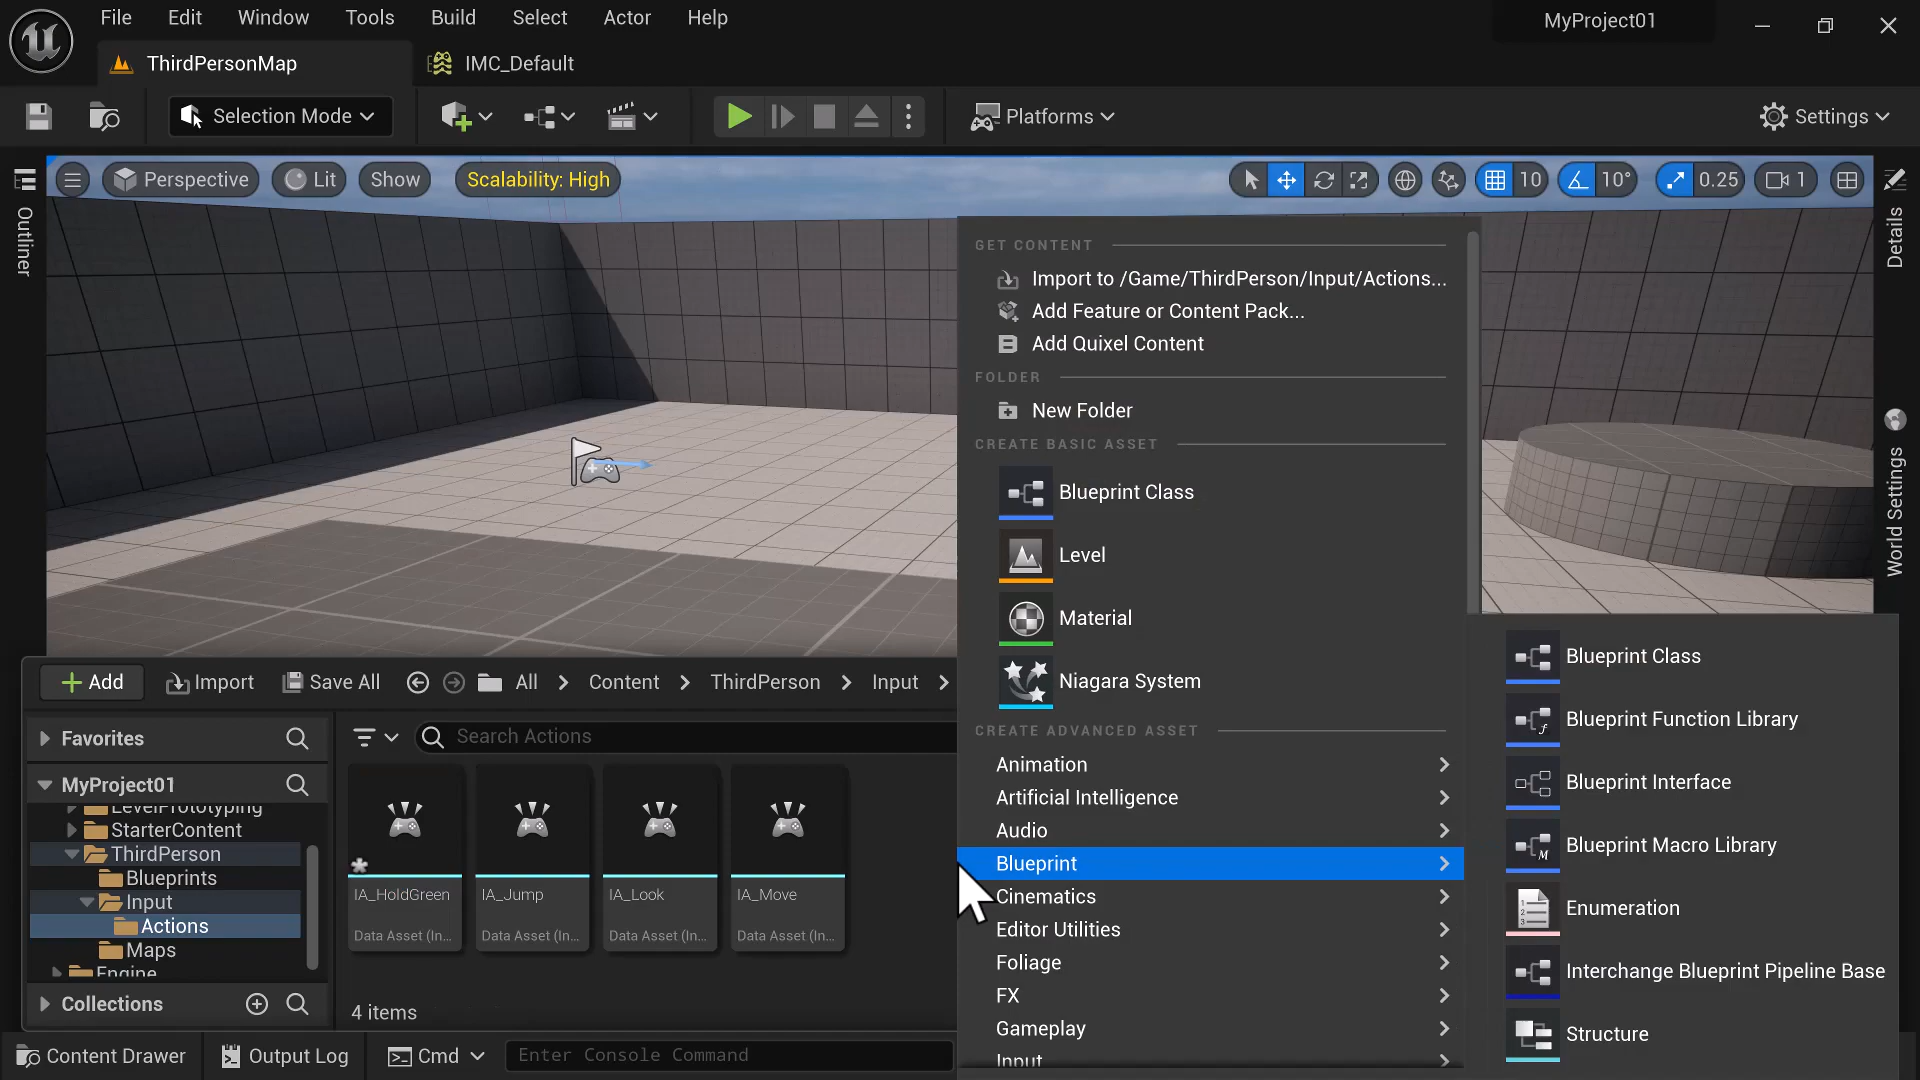 File Edit Window Tools Build Select Actor Help
MyProject01
ThirdPersonMap
IMC_Default
Selection Mode
Platforms
Settings
Perspective
Lit
Show
Scalability: High
10
10°
0.25
1
Outliner
Details
World Settings
GET CONTENT
Import to /Game/ThirdPerson/Input/Actions...
Add Feature or Content Pack...
Add Quixel Content
FOLDER
New Folder
CREATE BASIC ASSET
Blueprint Class
Level
Material
Niagara System
CREATE ADVANCED ASSET
Animation
Artificial Intelligence
Audio
Blueprint
Cinematics
Editor Utilities
Foliage
FX
Gameplay
Input
Blueprint Class
Blueprint Function Library
Blueprint Interface
Blueprint Macro Library
Enumeration
Interchange Blueprint Pipeline Base
Structure
Add
Import
Save All
All
Content
ThirdPerson
Input
Favorites
Search Actions
MyProject01
LevelPrototyping
StarterContent
ThirdPerson
Blueprints
Input
Actions
Maps
Engine
Collections
IA_HoldGreen
Data Asset (In...
IA_Jump
Data Asset (In...
IA_Look
Data Asset (In...
IA_Move
Data Asset (In...
4 items
Content Drawer
Output Log
Cmd
Enter Console Command